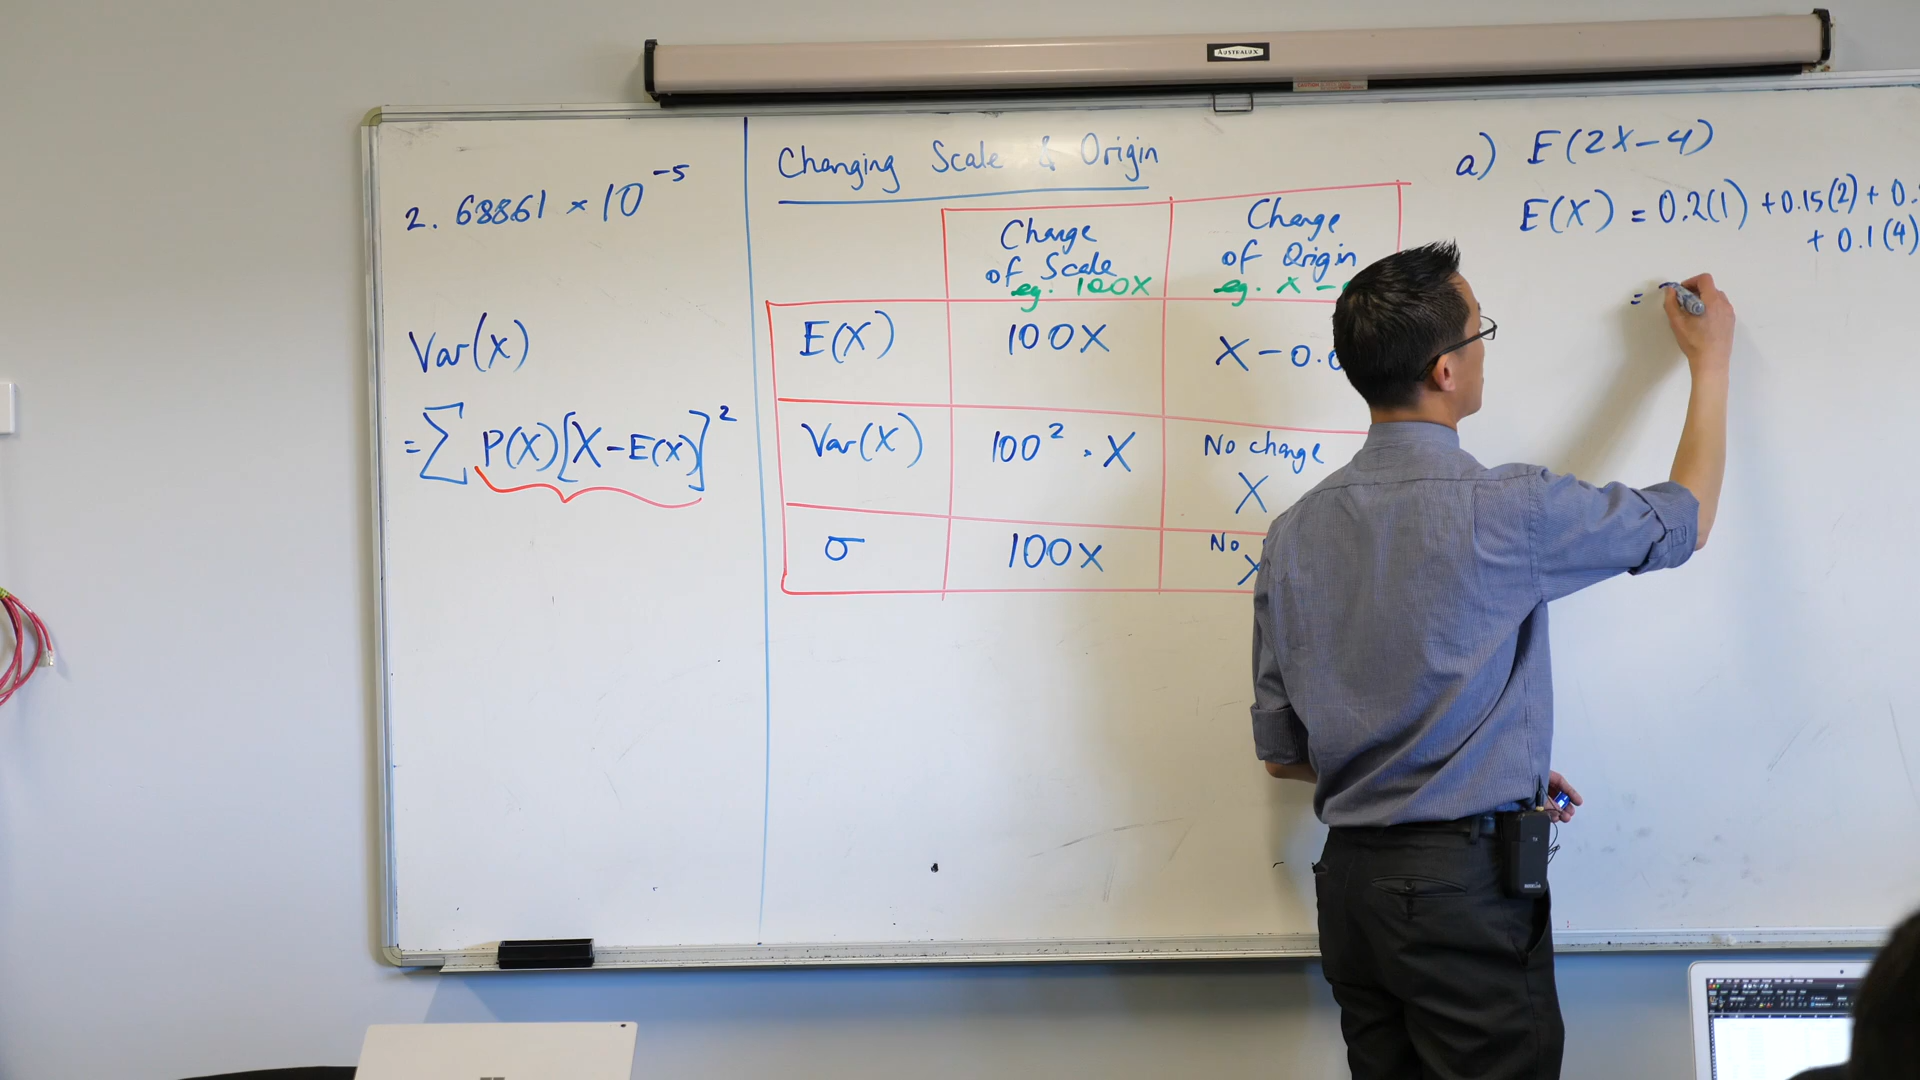 AUSTRALUX
2.68861 × 10⁻⁵
Var(X)
= ∑ P(X)[X – E(X)]²
Changing Scale & Origin
Change of Scale
eg. 100X
Change of Origin
eg. X –
E(X)
100X
X – 0.0
Var(X)
100² · X
No change
X
σ
100X
No
X
a) E(2X – 4)
E(X) = 0.2(1) + 0.15(2) + 0.
+ 0.1(4)
=